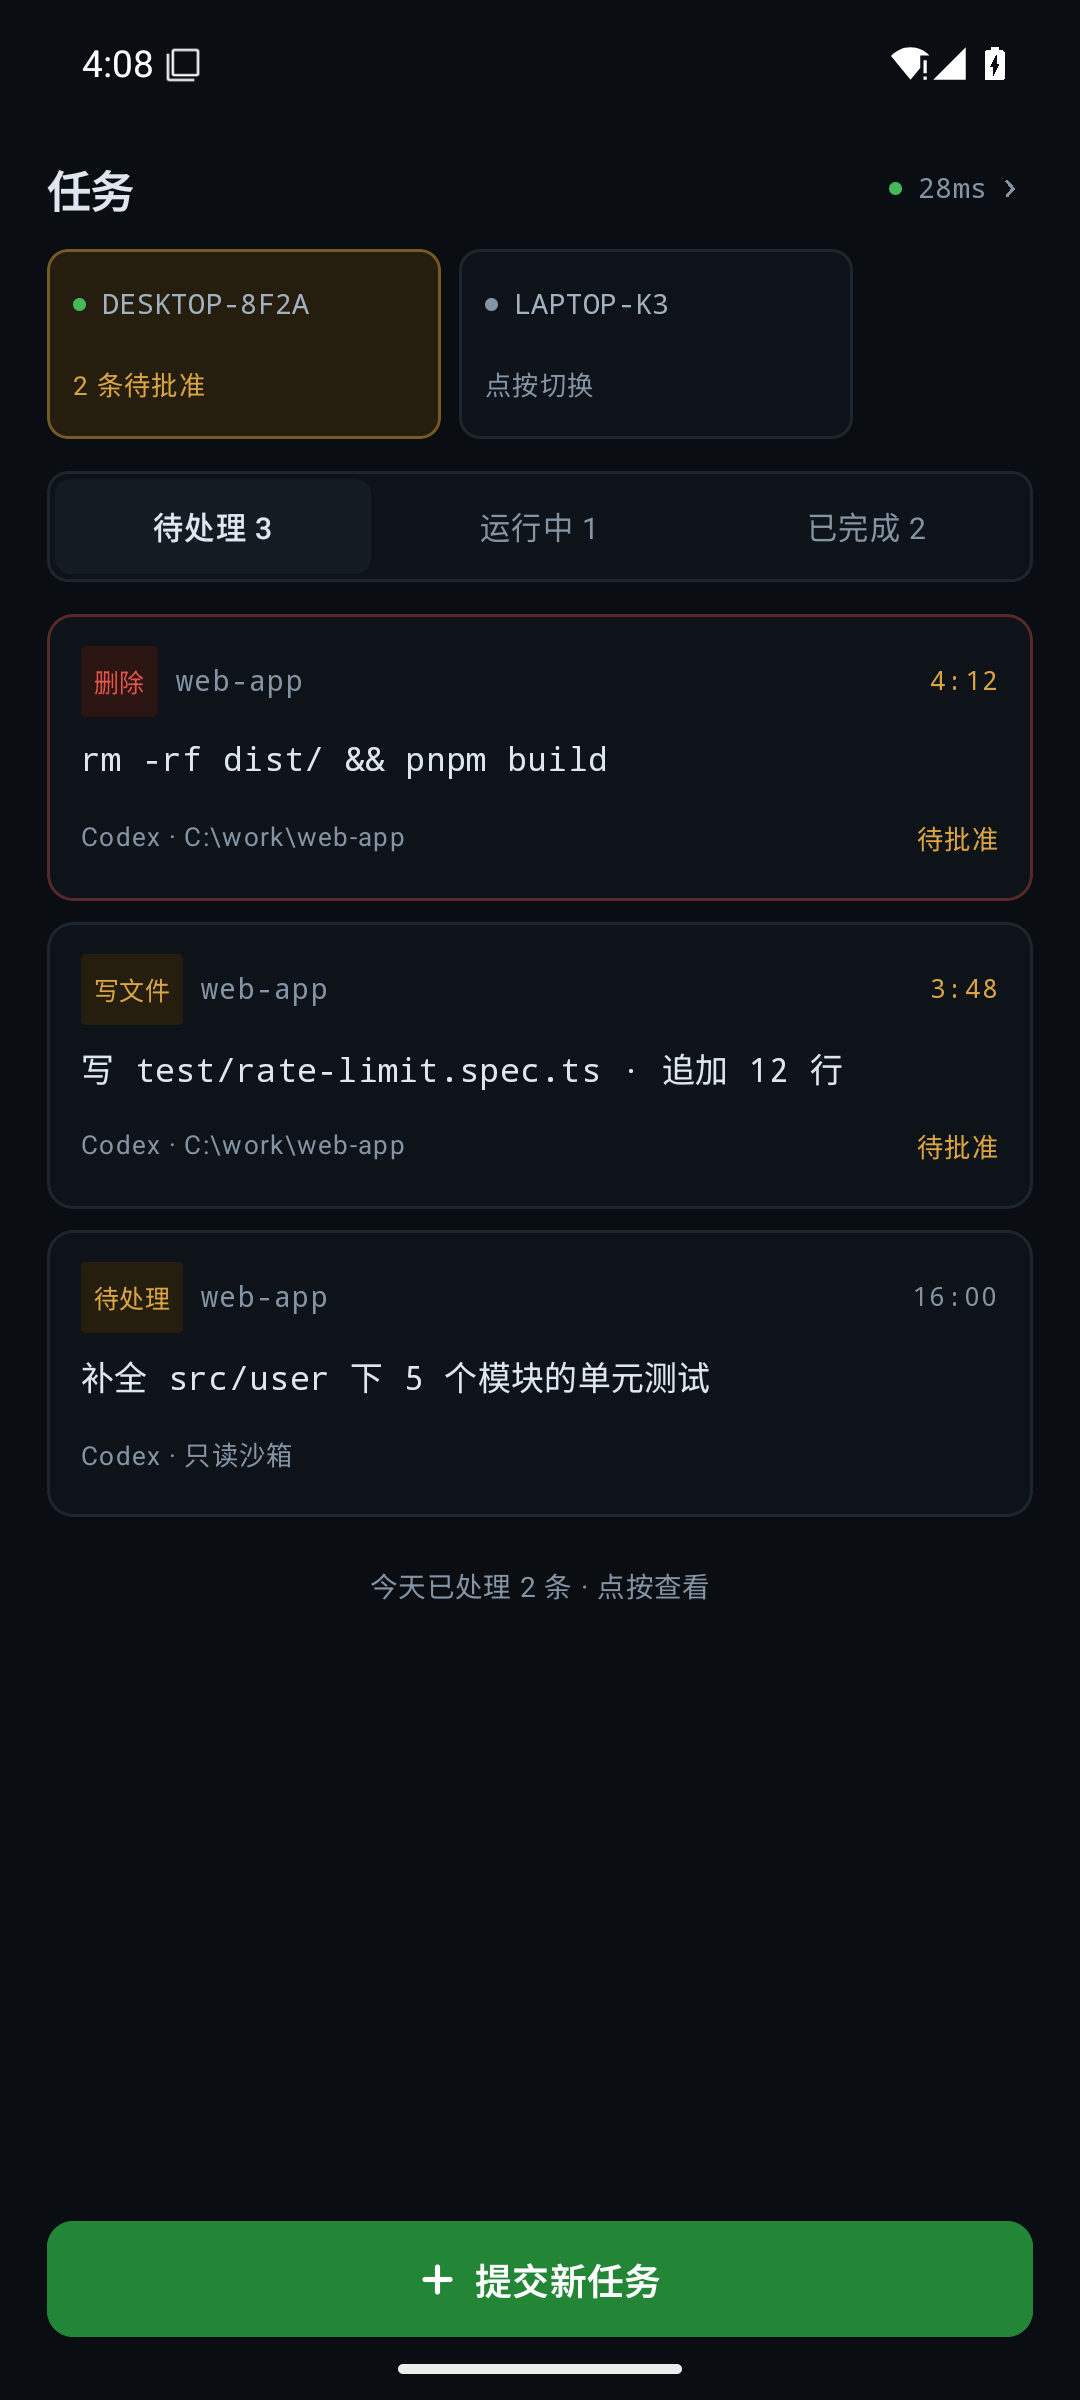 4:08
任务
28ms
DESKTOP-8F2A
2 条待批准
LAPTOP-K3
点按切换
待处理 3
运行中 1
已完成 2
删除 web-app 4:12
rm -rf dist/ && pnpm build
Codex · C:\work\web-app 待批准
写文件 web-app 3:48
写 test/rate-limit.spec.ts · 追加 12 行
Codex · C:\work\web-app 待批准
待处理 web-app 16:00
补全 src/user 下 5 个模块的单元测试
Codex · 只读沙箱
今天已处理 2 条 · 点按查看
+ 提交新任务